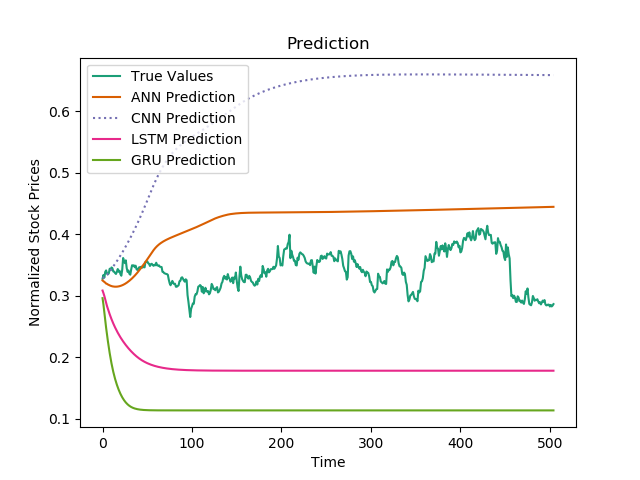 Prediction
True Values
ANN Prediction
CNN Prediction
LSTM Prediction
GRU Prediction
Normalized Stock Prices
0.6
0.5
0.4
0.3
0.2
0.1
0 100 200 300 400 500
Time